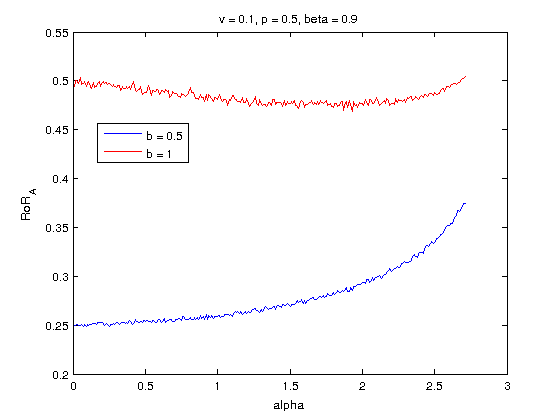 v = 0.1, p = 0.5, beta = 0.9
0.55
0.5
0.45
0.4
0.35
0.3
0.25
0.2
RoR_A
b = 0.5
b = 1
0 0.5 1 1.5 2 2.5 3
alpha